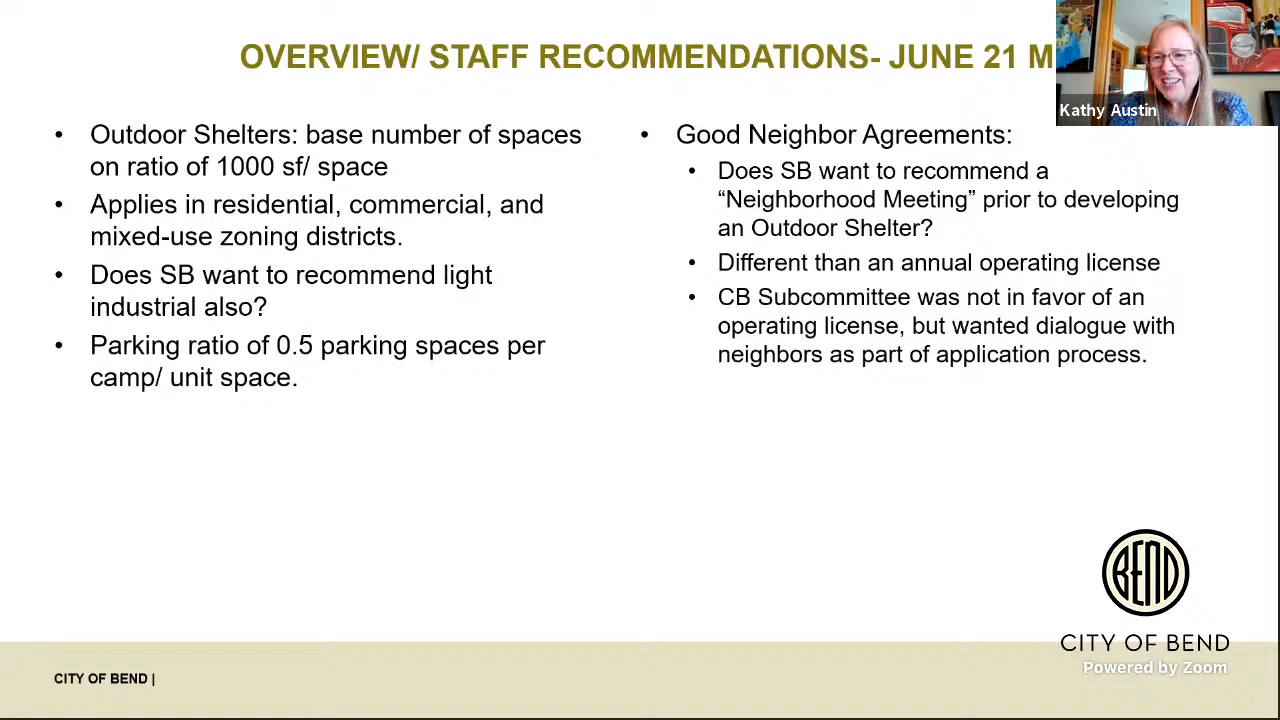 OVERVIEW/ STAFF RECOMMENDATIONS- JUNE 21 M
Kathy Austin
• Outdoor Shelters: base number of spaces
on ratio of 1000 sf/ space
• Applies in residential, commercial, and
mixed-use zoning districts.
• Does SB want to recommend light
industrial also?
• Parking ratio of 0.5 parking spaces per
camp/ unit space.
• Good Neighbor Agreements:
• Does SB want to recommend a
“Neighborhood Meeting” prior to developing
an Outdoor Shelter?
• Different than an annual operating license
• CB Subcommittee was not in favor of an
operating license, but wanted dialogue with
neighbors as part of application process.
BEND
CITY OF BEND
Powered by Zoom
CITY OF BEND |